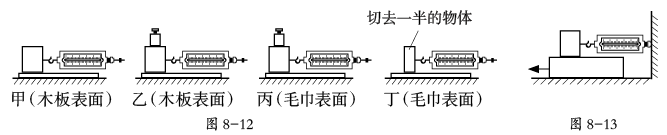 切去一半的物体
甲(木板表面) 乙(木板表面) 丙(毛巾表面) 丁(毛巾表面)
图 8-12 图 8-13